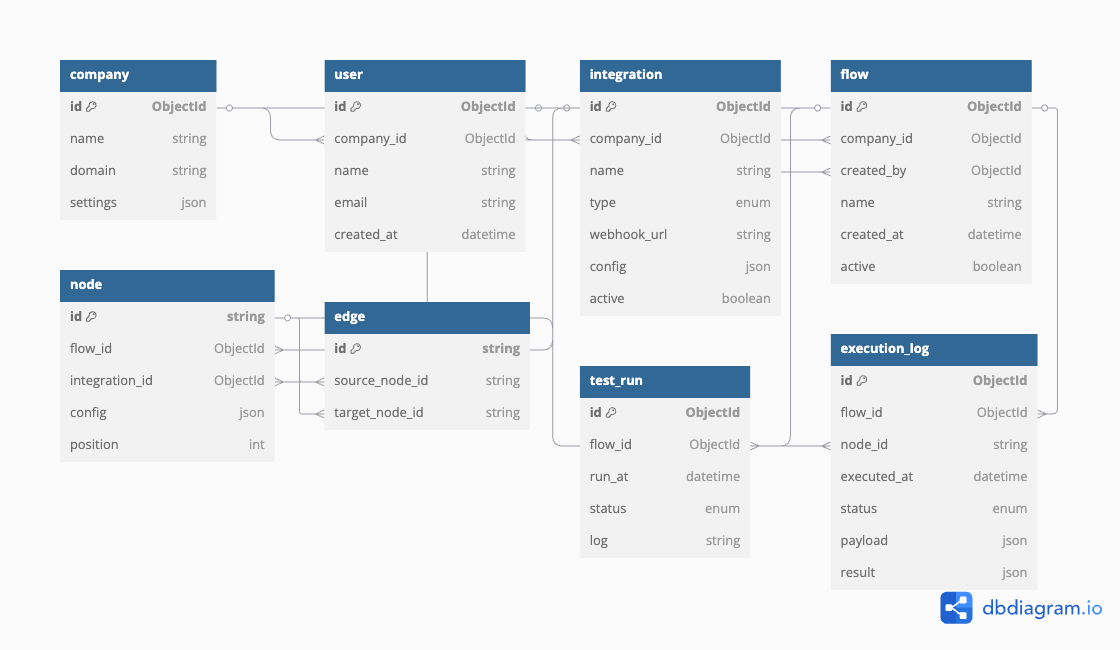 company
id ObjectId
name string
domain string
settings json
user
id ObjectId
company_id ObjectId
name string
email string
created_at datetime
integration
id ObjectId
company_id ObjectId
name string
type enum
webhook_url string
config json
active boolean
flow
id ObjectId
company_id ObjectId
created_by ObjectId
name string
created_at datetime
active boolean
node
id string
flow_id ObjectId
integration_id ObjectId
config json
position int
edge
id string
source_node_id string
target_node_id string
test_run
id ObjectId
flow_id ObjectId
run_at datetime
status enum
log string
execution_log
id ObjectId
flow_id ObjectId
node_id string
executed_at datetime
status enum
payload json
result json
dbdiagram.io